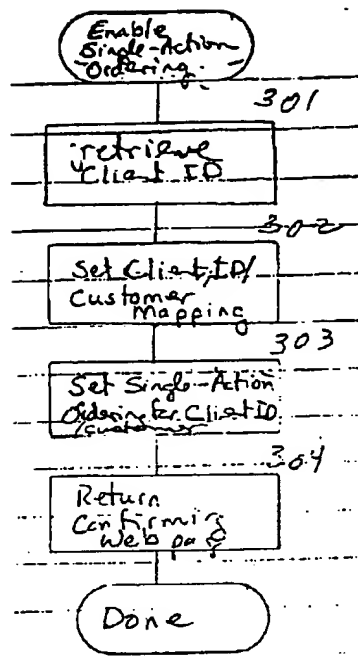 Enable
Single-Action
Ordering
301
retrieve
Client ID
302
Set Client ID/
Customer
Mapping
303
Set Single-Action
Ordering for Client ID
/customer
304
Return
Confirming
Web page
Done